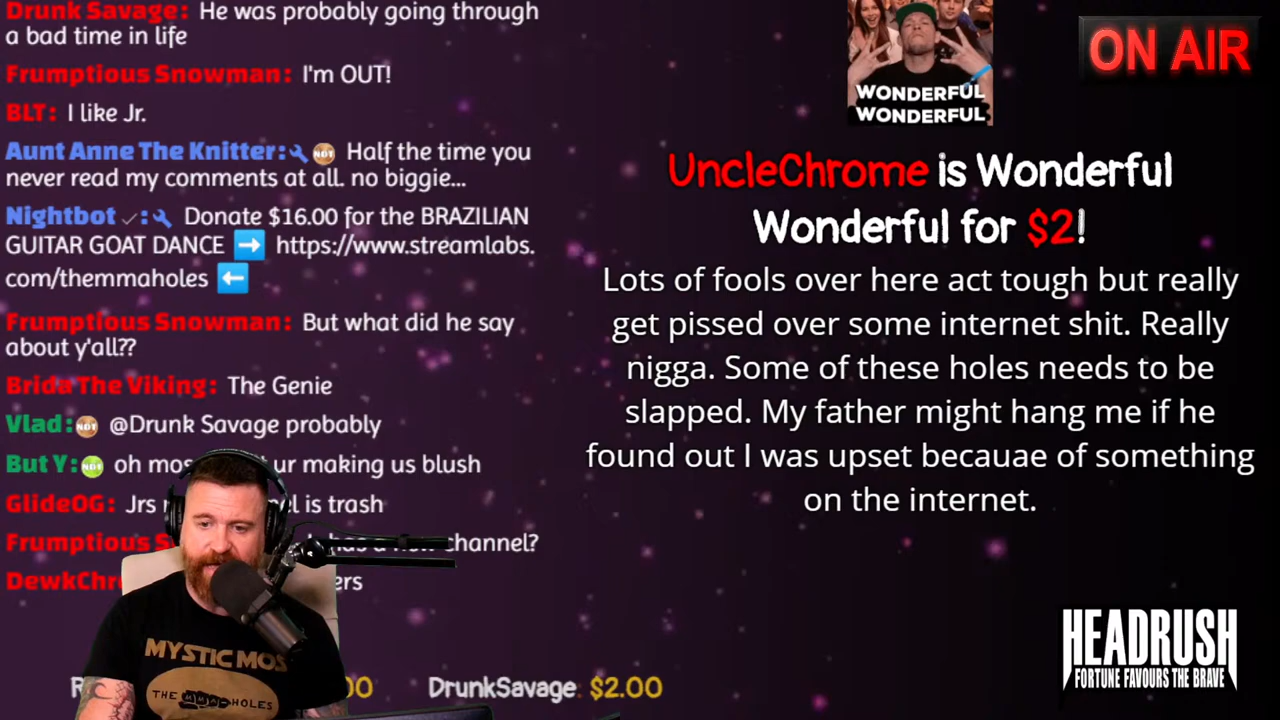 Drunk Savage: He was probably going through
a bad time in life
Frumptious Snowman: I'm OUT!
BLT: I like Jr.
Aunt Anne The Knitter: NOT Half the time you
never read my comments at all. no biggie...
Nightbot ✓: Donate $16.00 for the BRAZILIAN
GUITAR GOAT DANCE ➡ https://www.streamlabs.
com/themmaholes ⬅
Frumptious Snowman: But what did he say
about y'all??
Brida The Viking: The Genie
Vlad: NOT @Drunk Savage probably
But Y: NOT oh ur making us blush
GlideOG: Jrs is trash
Frumptious channel?
WONDERFUL
WONDERFUL
ON AIR
UncleChrome is Wonderful
Wonderful for $2!
Lots of fools over here act tough but really
get pissed over some internet shit. Really
nigga. Some of these holes needs to be
slapped. My father might hang me if he
found out I was upset becauae of something
on the internet.
MYSTIC MOS
THE MMA HOLES
DrunkSavage: $2.00
HEADRUSH
FORTUNE FAVOURS THE BRAVE